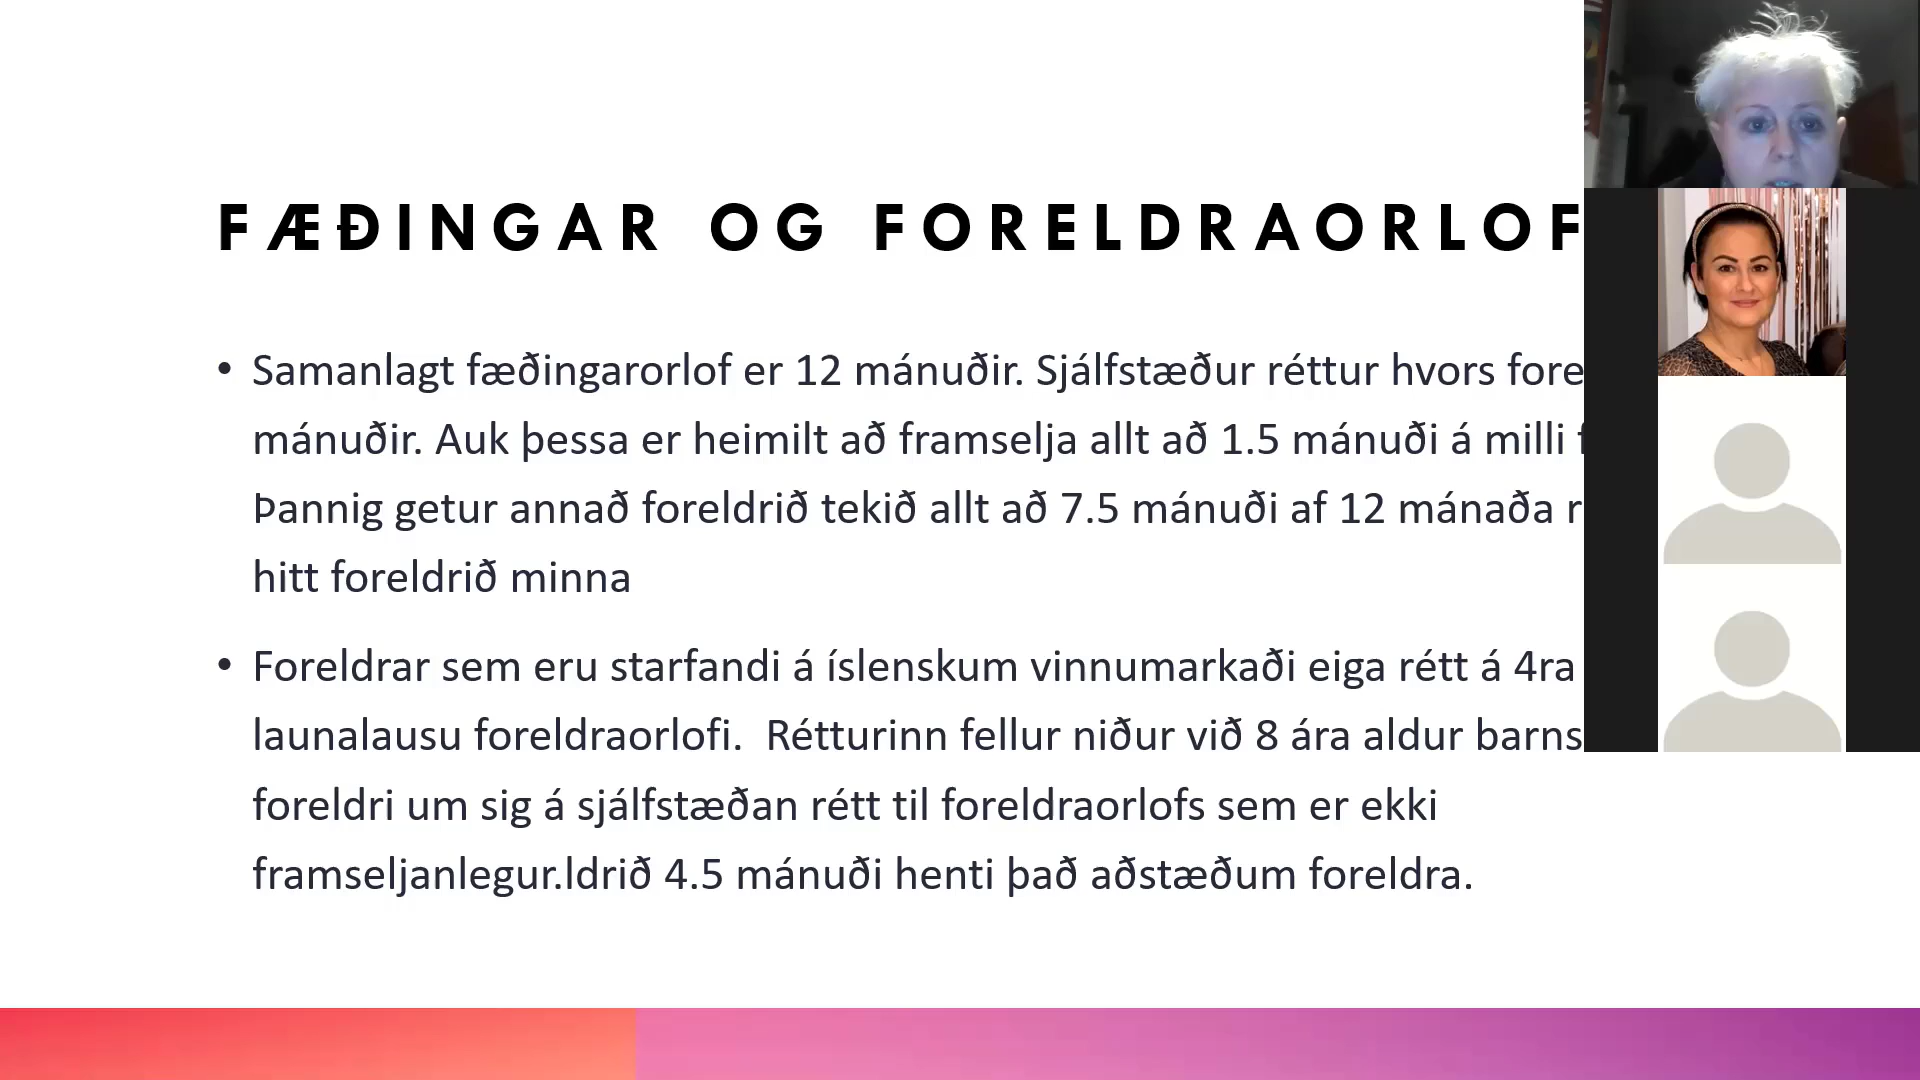 FÆÐINGAR OG FORELDRAORLOF
• Samanlagt fæðingarorlof er 12 mánuðir. Sjálfstæður réttur hvors
mánuðir. Auk þessa er heimilt að framselja allt að 1.5 mánuði á milli
Þannig getur annað foreldrið tekið allt að 7.5 mánuði af 12 mánaða
hitt foreldrið minna
• Foreldrar sem eru starfandi á íslenskum vinnumarkaði eiga rétt á 4ra
launalausu foreldraorlofi. Rétturinn fellur niður við 8 ára aldur barns
foreldri um sig á sjálfstæðan rétt til foreldraorlofs sem er ekki
framseljanlegur.ldrið 4.5 mánuði henti það aðstæðum foreldra.